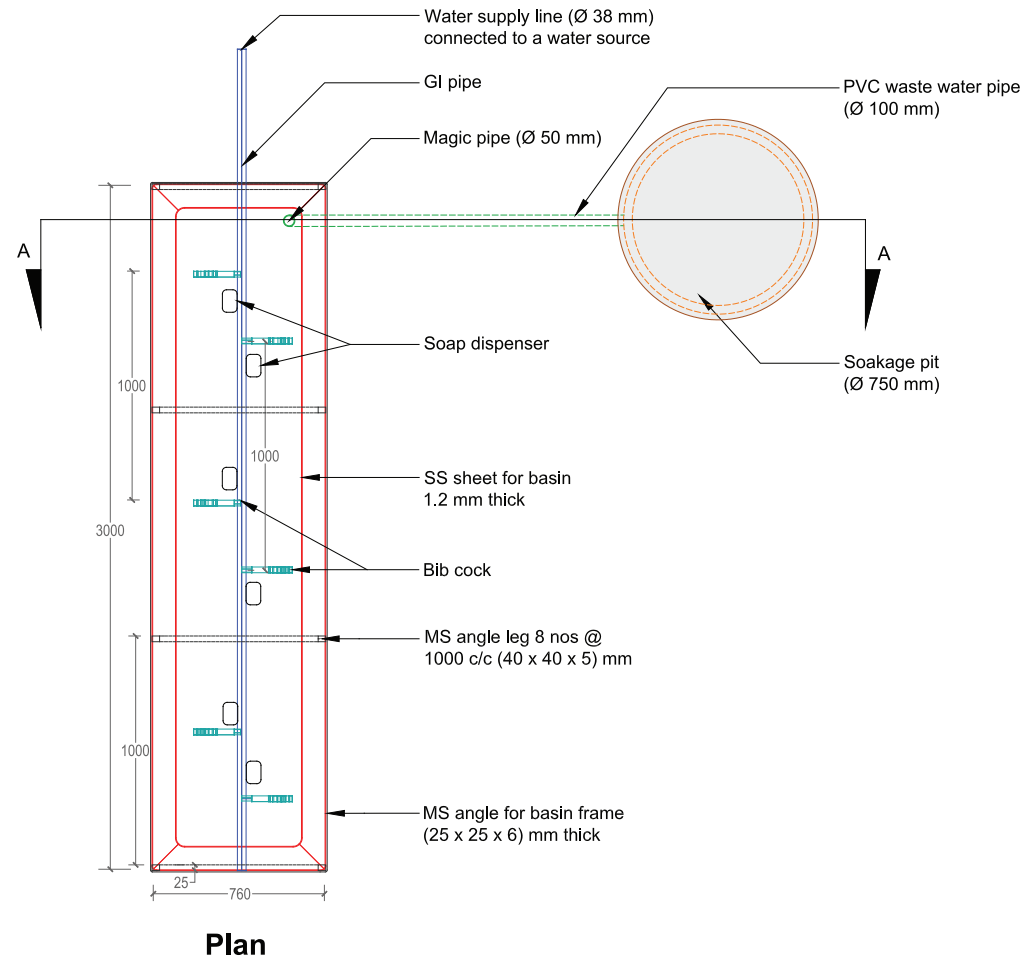 Water supply line (Ø 38 mm)
connected to a water source
GI pipe
PVC waste water pipe
(Ø 100 mm)
Magic pipe (Ø 50 mm)
A
A
Soap dispenser
Soakage pit
(Ø 750 mm)
1000
1000
SS sheet for basin
1.2 mm thick
3000
Bib cock
MS angle leg 8 nos @
1000 c/c (40 x 40 x 5) mm
1000
MS angle for basin frame
(25 x 25 x 6) mm thick
25
760
Plan